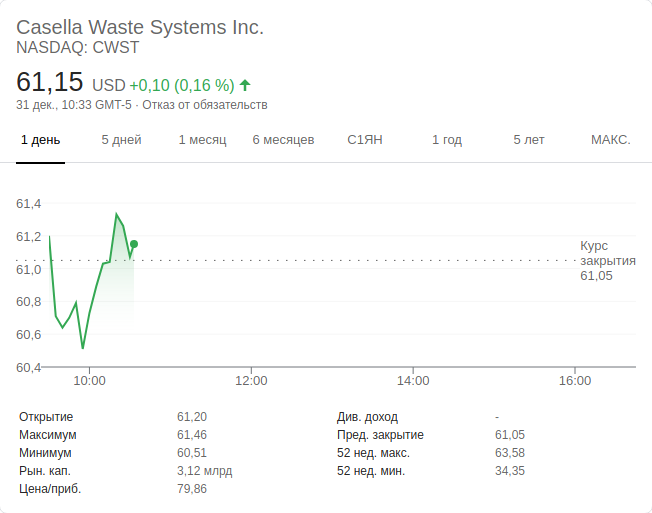 Casella Waste Systems Inc.
NASDAQ: CWST
61,15 USD +0,10 (0,16 %)
31 дек., 10:33 GMT-5 · Отказ от обязательств
1 день 5 дней 1 месяц 6 месяцев С1ЯН 1 год 5 лет МАКС.
61,4
61,2
61,0
60,8
60,6
60,4
Курс
закрытия
61,05
10:00 12:00 14:00 16:00
Открытие 61,20 Див. доход -
Максимум 61,46 Пред. закрытие 61,05
Минимум 60,51 52 нед. макс. 63,58
Рын. кап. 3,12 млрд 52 нед. мин. 34,35
Цена/приб. 79,86